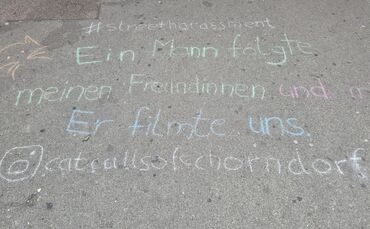 #streetharassment
Ein Mann folgte
meinen Freundinnen und m
Er filmte uns.
@catcallsofschorndorf